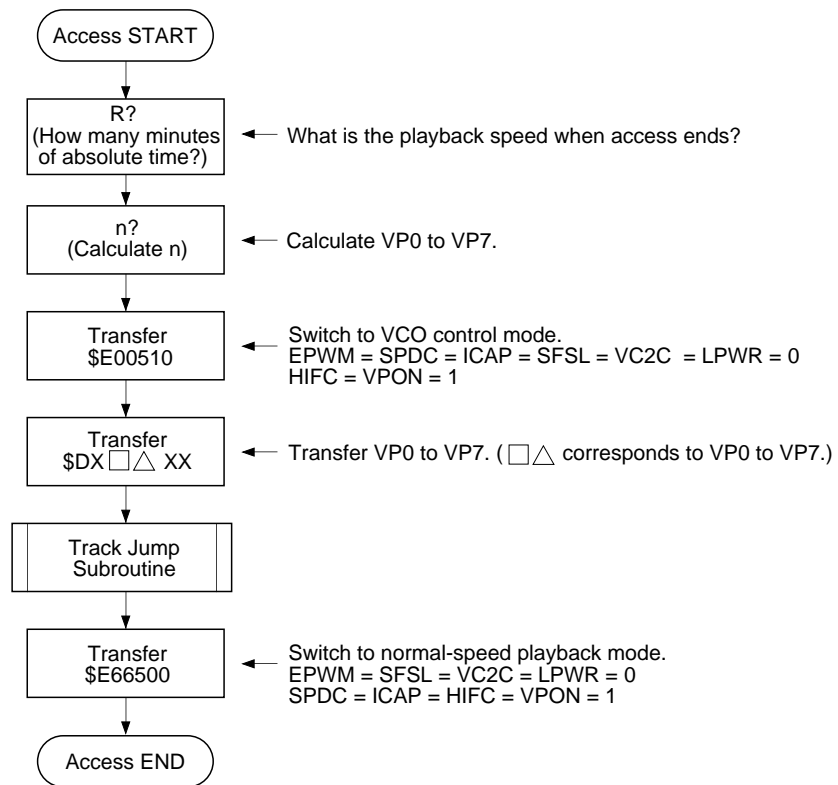 Access START
R?
(How many minutes
of absolute time?)
What is the playback speed when access ends?
n?
(Calculate n)
Calculate VP0 to VP7.
Transfer
$E00510
Switch to VCO control mode.
EPWM = SPDC = ICAP = SFSL = VC2C = LPWR = 0
HIFC = VPON = 1
Transfer
$DX □△ XX
Transfer VP0 to VP7. ( □△ corresponds to VP0 to VP7.)
Track Jump
Subroutine
Transfer
$E66500
Switch to normal-speed playback mode.
EPWM = SFSL = VC2C = LPWR = 0
SPDC = ICAP = HIFC = VPON = 1
Access END